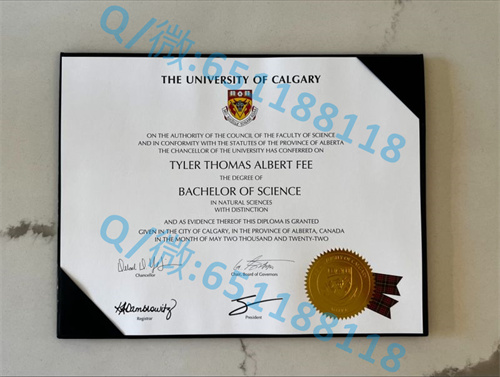 Q/微:651188118
THE UNIVERSITY OF CALGARY
ON THE AUTHORITY OF THE COUNCIL OF THE FACULTY OF SCIENCE
AND IN CONFORMITY WITH THE STATUTES OF THE PROVINCE OF ALBERTA
THE CHANCELLOR OF THE UNIVERSITY HAS CONFERRED ON
TYLER THOMAS ALBERT FEE
THE DEGREE OF
BACHELOR OF SCIENCE
IN NATURAL SCIENCES
WITH DISTINCTION
AND AS EVIDENCE THEREOF THIS DIPLOMA IS GRANTED
GIVEN IN THE CITY OF CALGARY, IN THE PROVINCE OF ALBERTA, CANADA
IN THE MONTH OF MAY TWO THOUSAND AND TWENTY-TWO
Chancellor
Chair, Board of Governors
Registrar
President
Q/微:651188118